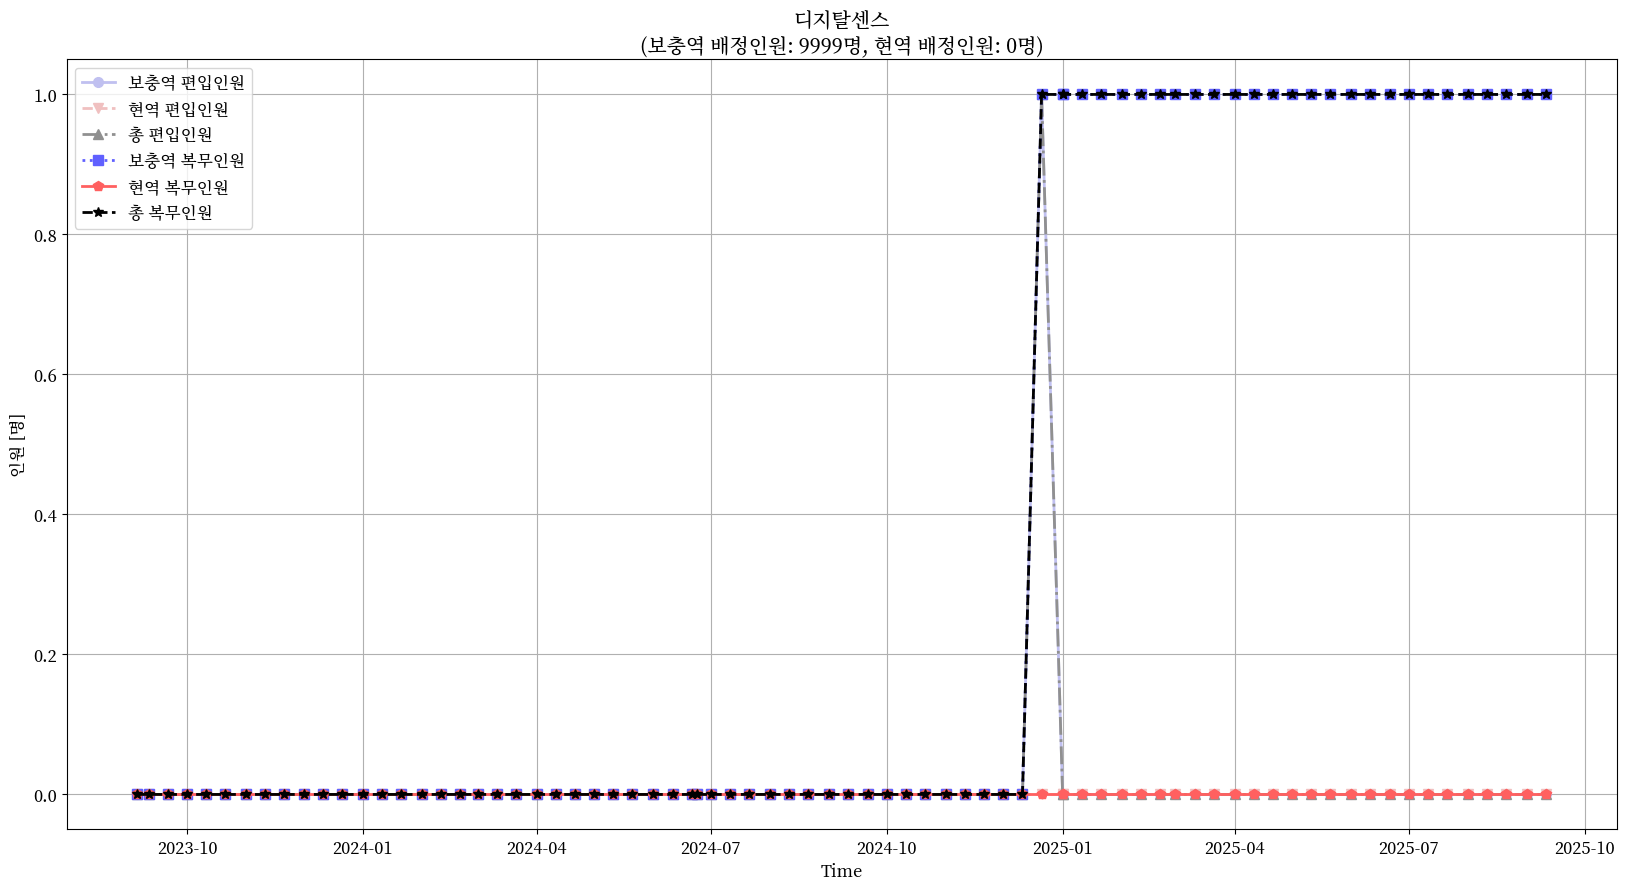 디지탈센스
(보충역 배정인원: 9999명, 현역 배정인원: 0명)
보충역 편입인원
현역 편입인원
총 편입인원
보충역 복무인원
현역 복무인원
총 복무인원
1.0
0.8
0.6
0.4
0.2
0.0
인원 [명]
2023-10
2024-01
2024-04
2024-07
2024-10
2025-01
2025-04
2025-07
2025-10
Time